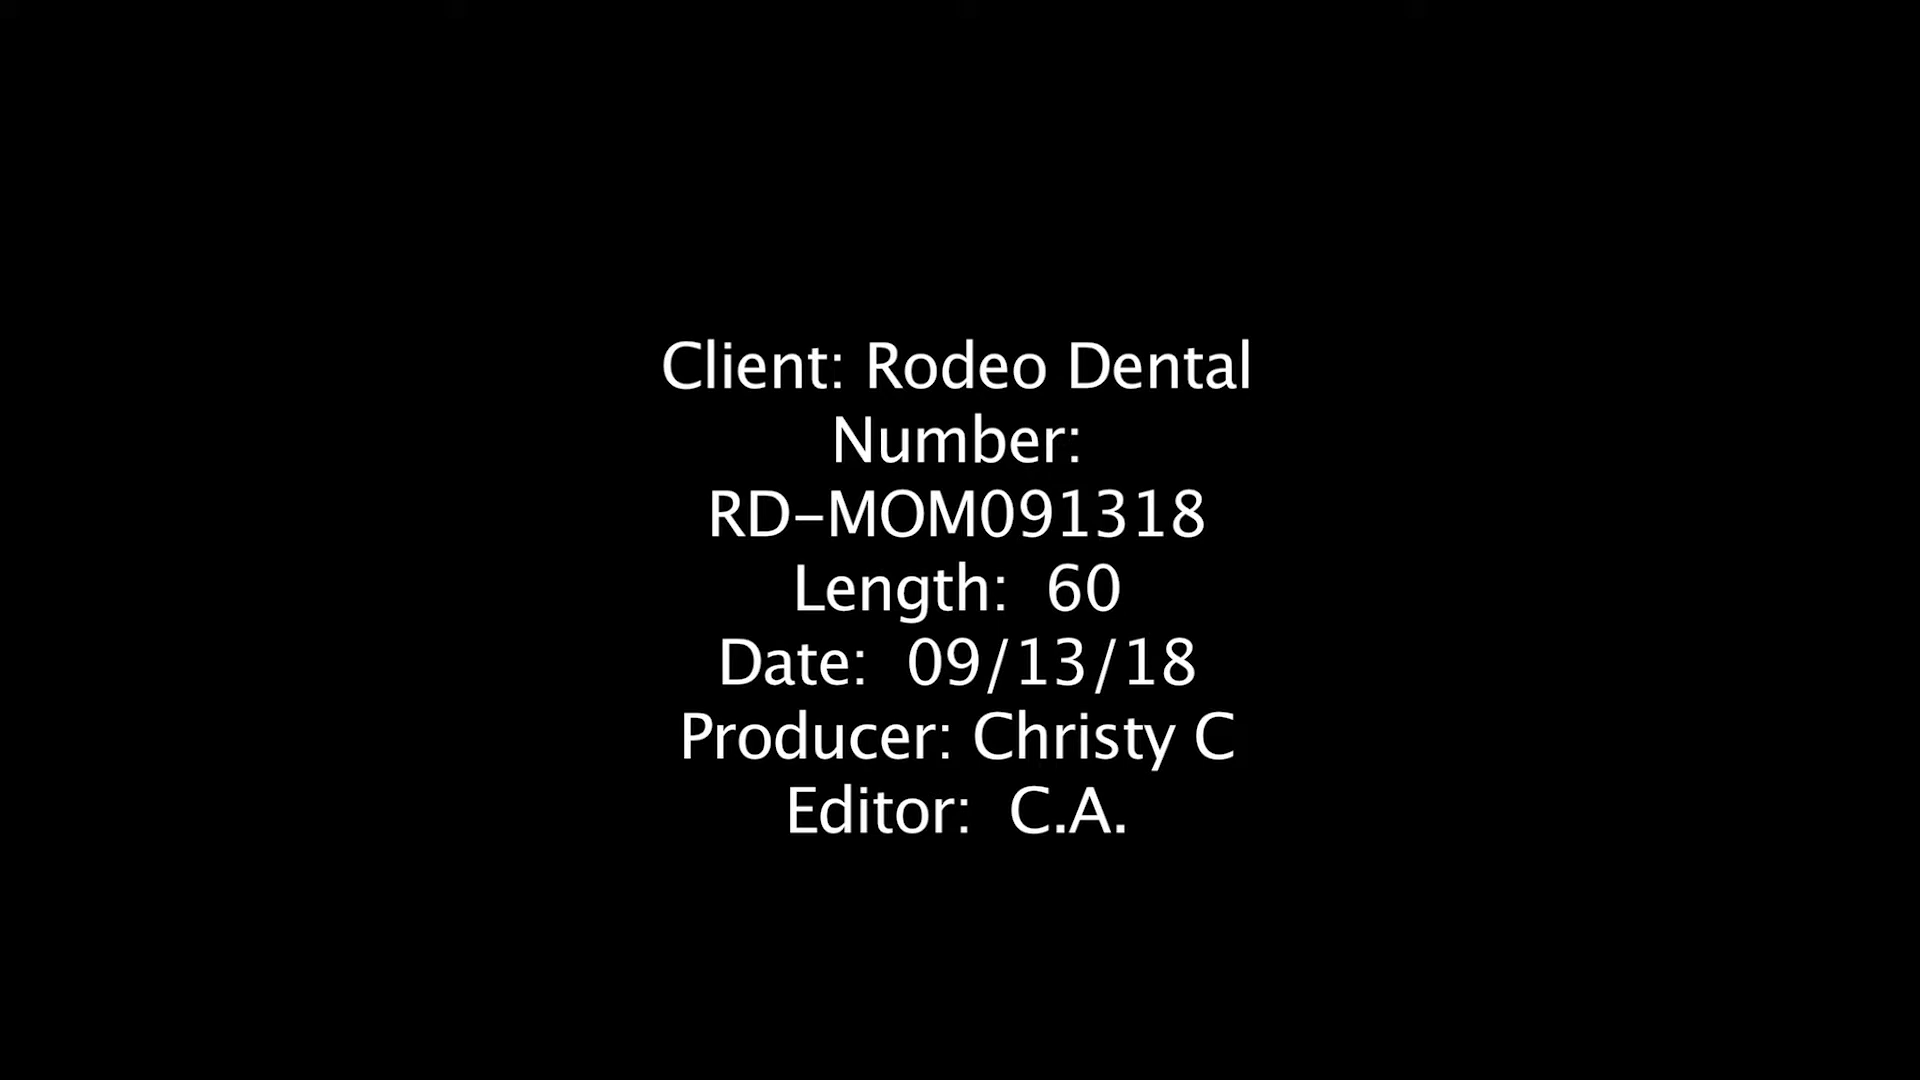 Client: Rodeo Dental
Number:
RD-MOM091318
Length:  60
Date:  09/13/18
Producer: Christy C
Editor:  C.A.